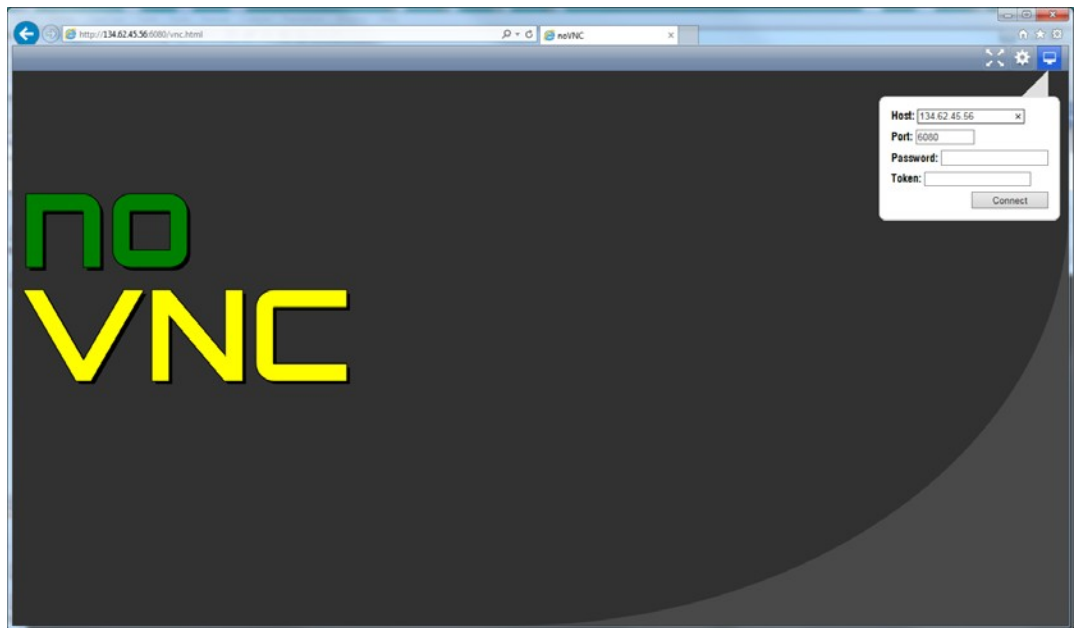 http://134.62.45.56:6080/vnc.html
noVNC
Host: 134.62.45.56
Port: 6080
Password:
Token:
Connect
no
VNC